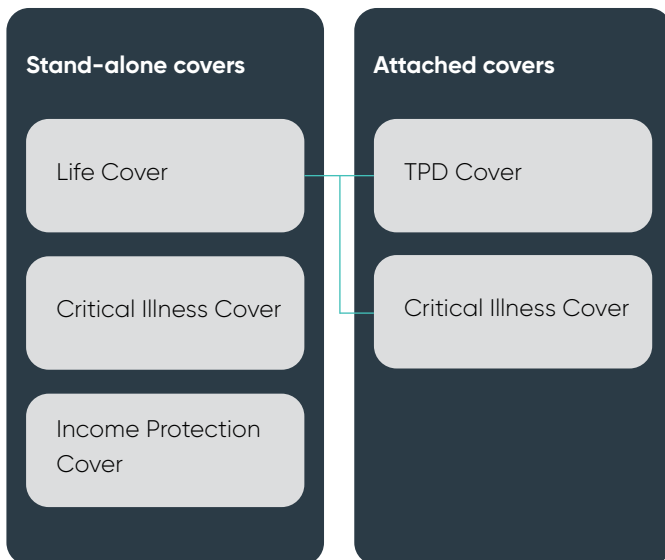 Stand-alone covers
Life Cover
Critical Illness Cover
Income Protection
Cover
Attached covers
TPD Cover
Critical Illness Cover